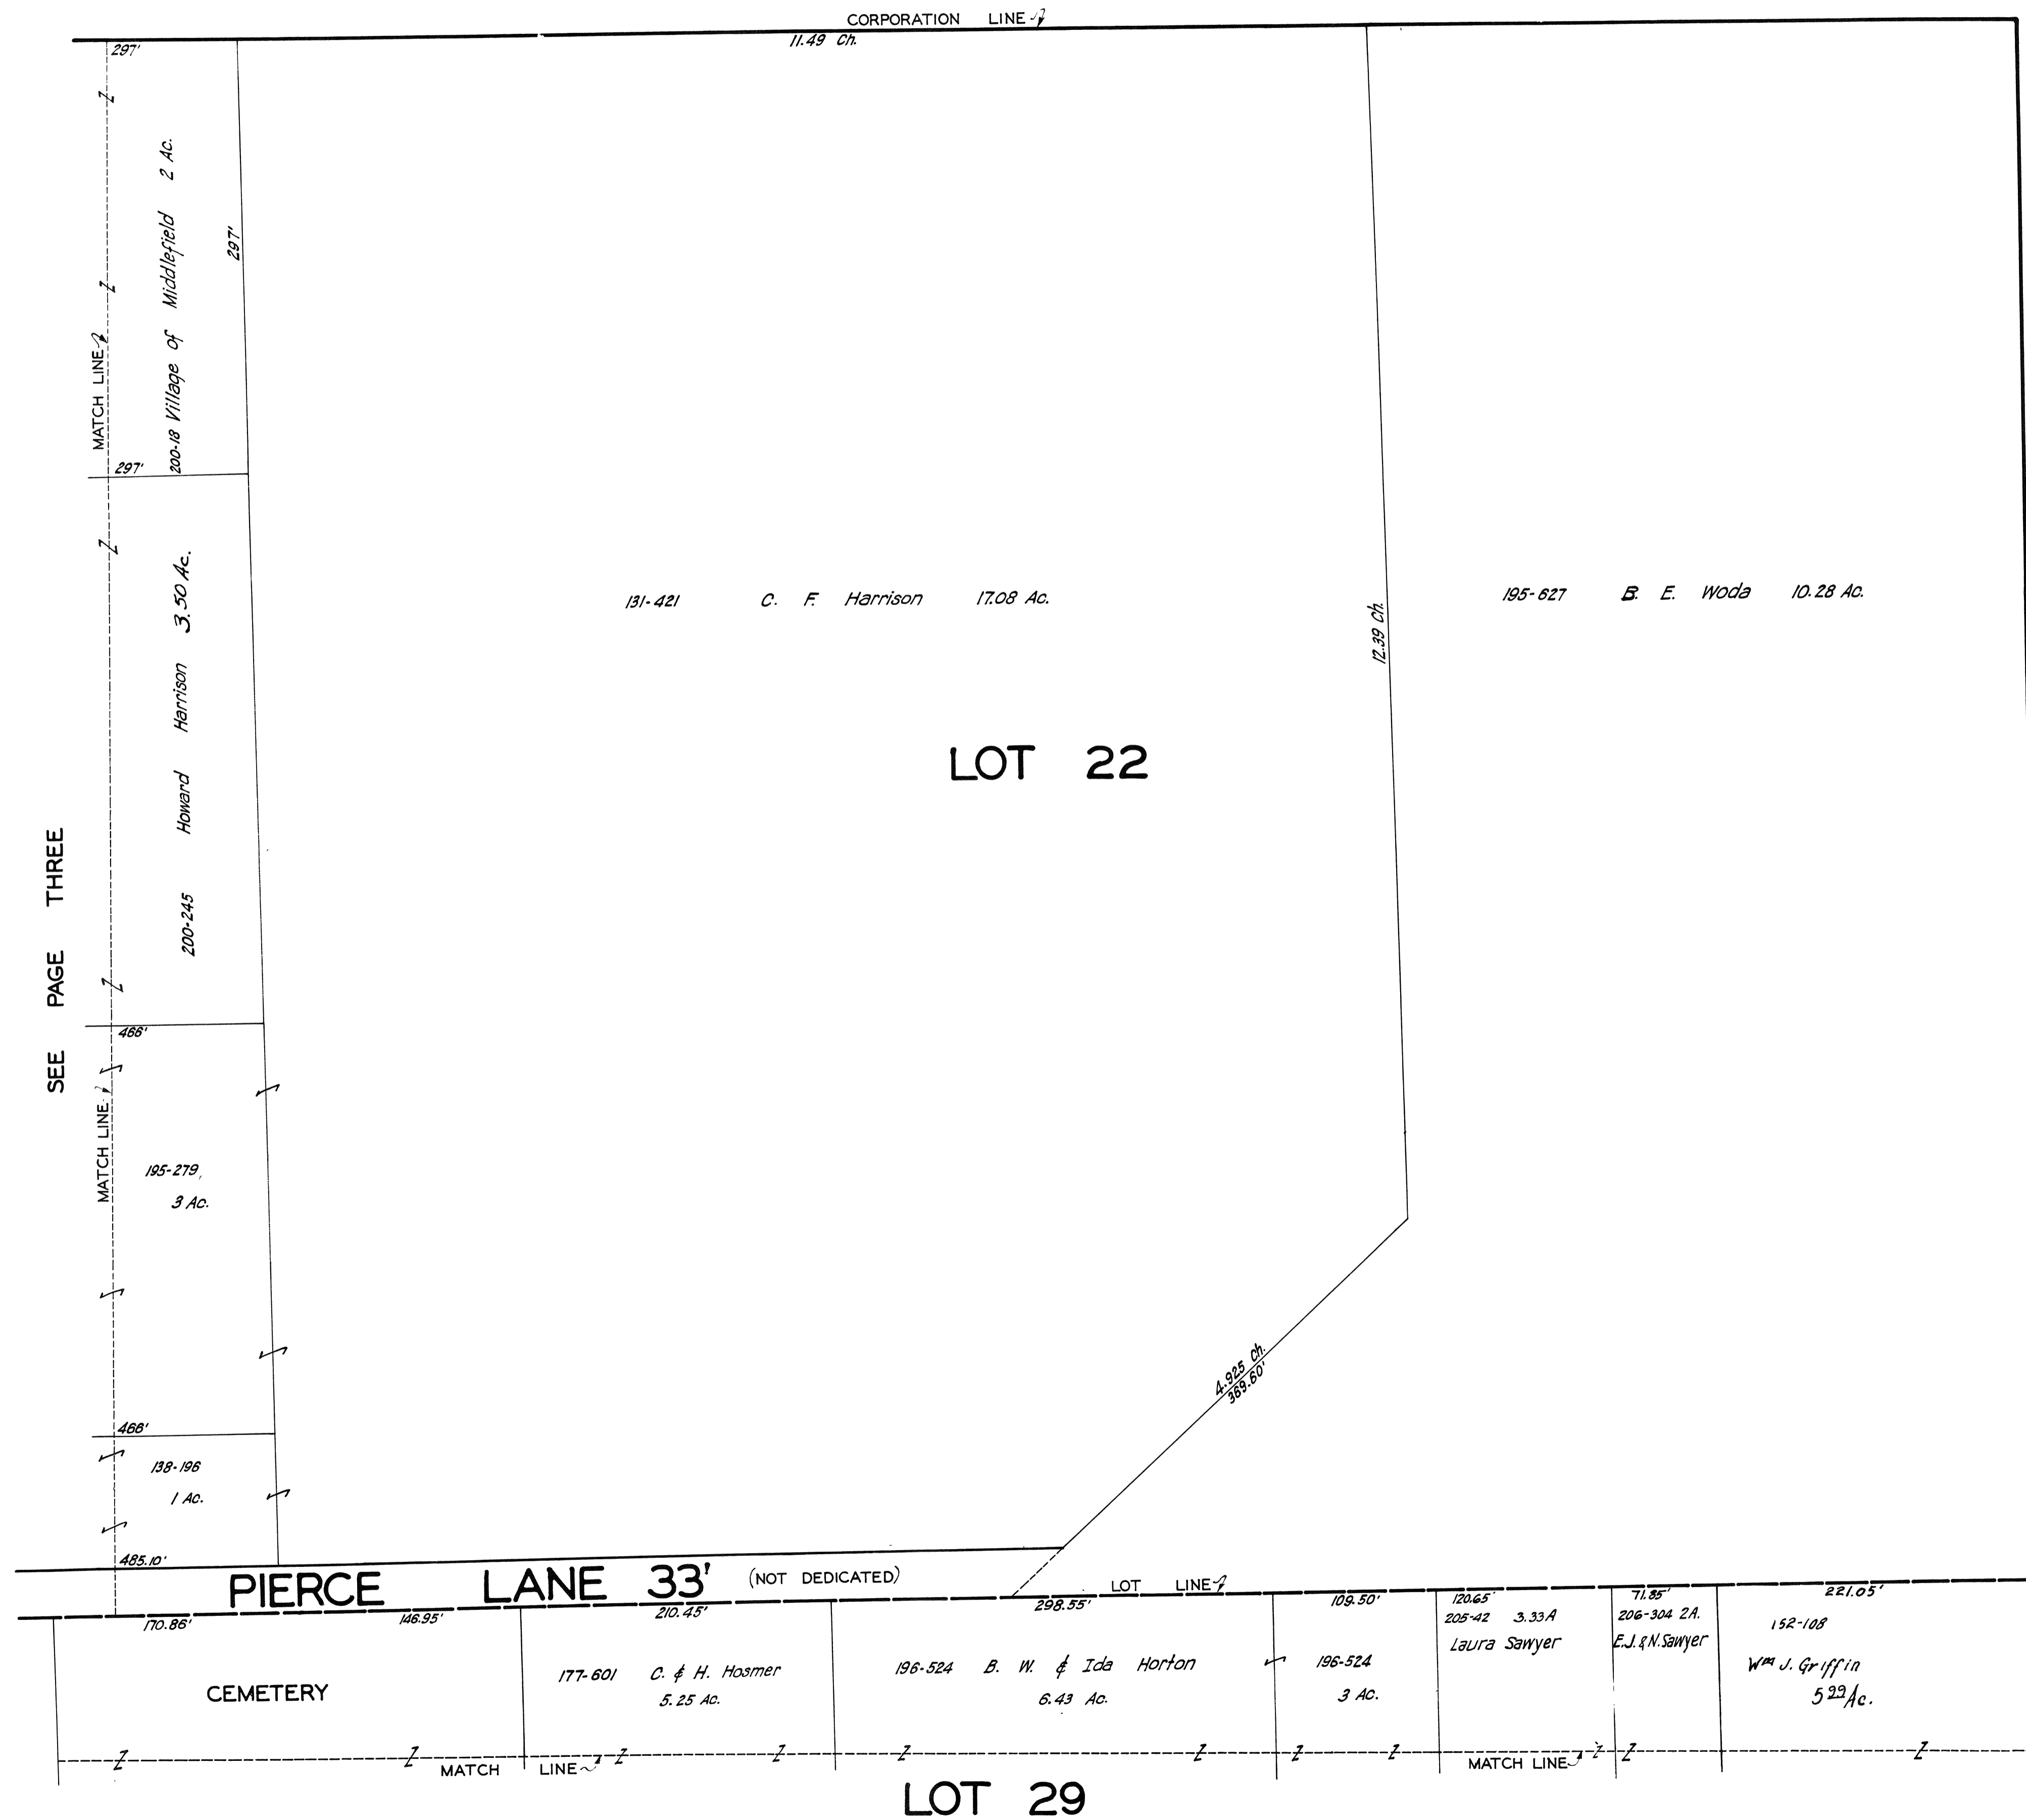 CORPORATION LINE
11.49 Ch.
297'
200-18 Village of Middlefield 2 Ac.
297'
MATCH LINE
297'
200-245 Howard Harrison 3.50 Ac.
131-421 C. F. Harrison 17.08 Ac.
12.39 Ch.
195-627 B. E. Woda 10.28 Ac.
LOT 22
SEE PAGE THREE
466'
MATCH LINE
195-279
3 Ac.
4.925 Ch.
369.60'
466'
138-196
1 Ac.
485.10'
PIERCE LANE 33' (NOT DEDICATED)
LOT LINE
170.86' 146.95' 210.45' 298.55' 109.50' 120.65' 71.85' 221.05'
CEMETERY
177-601 C. & H. Hosmer
5.25 Ac.
196-524 B. W. & Ida Horton
6.43 Ac.
196-524
3 Ac.
205-42 3.33A
Laura Sawyer
206-304 2A.
E.J. & N. Sawyer
152-108
Wm J. Griffin
5 99 Ac.
MATCH LINE
MATCH LINE
LOT 29